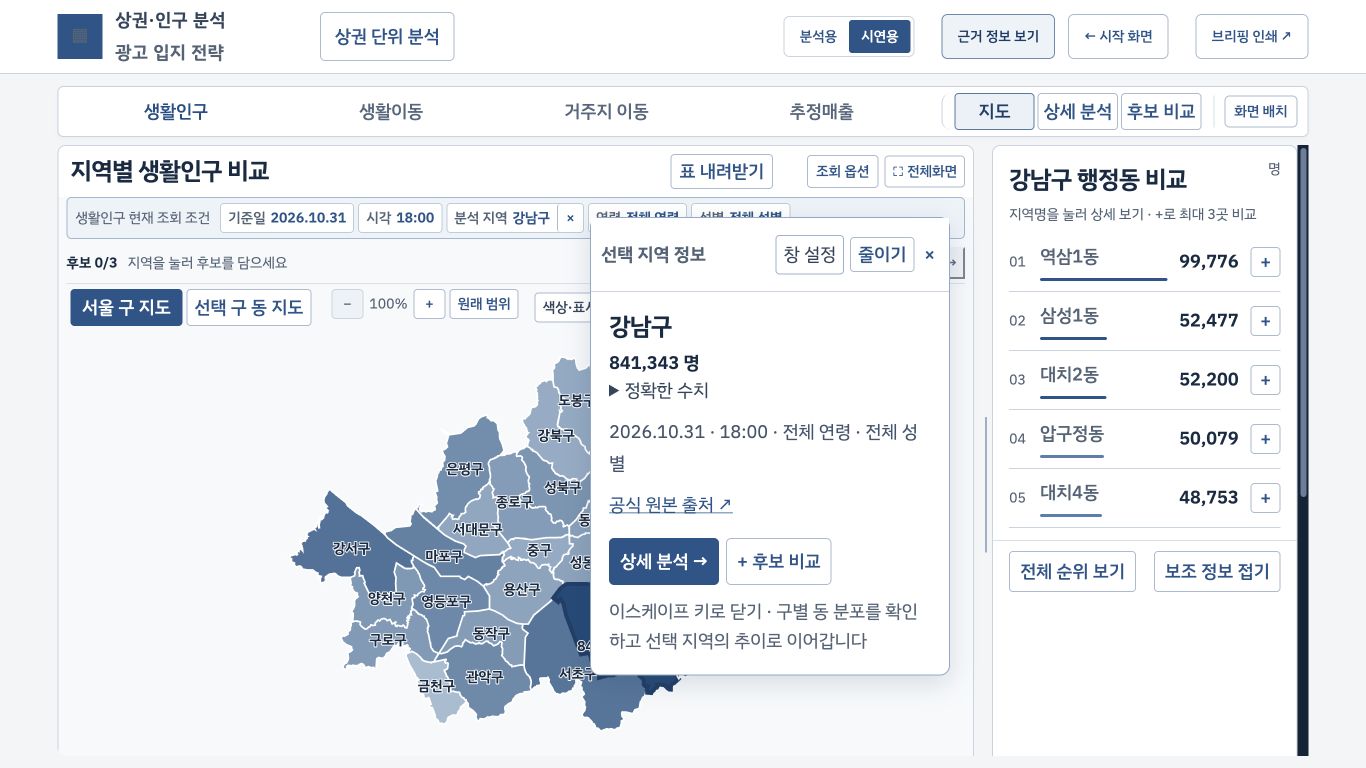 상권·인구 분석
광고 입지 전략
상권 단위 분석
분석용 시연용
근거 정보 보기
← 시작 화면
브리핑 인쇄 ↗
생활인구 생활이동 거주지 이동 추정매출
지도 상세 분석 후보 비교 화면 배치
지역별 생활인구 비교
표 내려받기 조회 옵션 ⛶ 전체화면
생활인구 현재 조회 조건 기준일 2026.10.31 시각 18:00 분석 지역 강남구 × 연령 전체 연령 성별 전체 성별
후보 0/3 지역을 눌러 후보를 담으세요
→
서울 구 지도 선택 구 동 지도 − 100% + 원래 범위 색상·표시
도봉구
강북구
은평구
성북구
종로구
서대문구
강서구
마포구
중구
양천구
영등포구
용산구
구로구
동작구
서초구
금천구
관악구
선택 지역 정보 창 설정 줄이기 ×
강남구
841,343 명
▶ 정확한 수치
2026.10.31 · 18:00 · 전체 연령 · 전체 성
별
공식 원본 출처 ↗
상세 분석 → + 후보 비교
이스케이프 키로 닫기 · 구별 동 분포를 확인
하고 선택 지역의 추이로 이어갑니다
강남구 행정동 비교 명
지역명을 눌러 상세 보기 · +로 최대 3곳 비교
01 역삼1동 99,776 +
02 삼성1동 52,477 +
03 대치2동 52,200 +
04 압구정동 50,079 +
05 대치4동 48,753 +
전체 순위 보기 보조 정보 접기